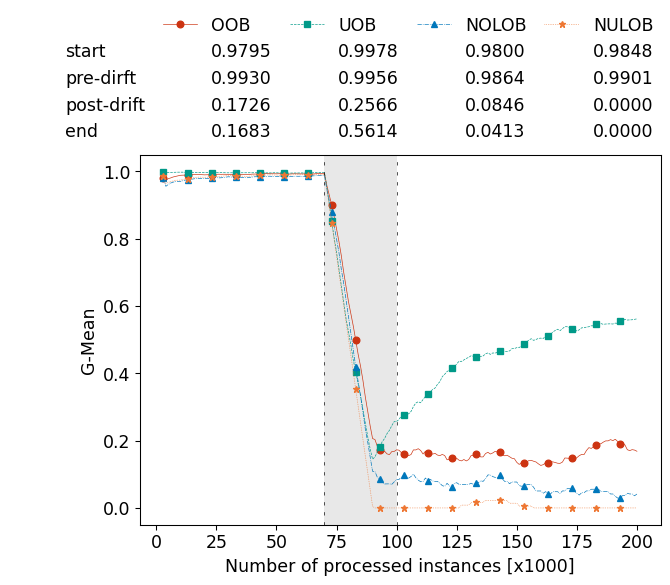 OOB UOB NOLOB NULOB
start 0.9795 0.9978 0.9800 0.9848
pre-dirft 0.9930 0.9956 0.9864 0.9901
post-drift 0.1726 0.2566 0.0846 0.0000
end 0.1683 0.5614 0.0413 0.0000
1.0
0.8
0.6
0.4
0.2
0.0
G-Mean
0 25 50 75 100 125 150 175 200
Number of processed instances [x1000]